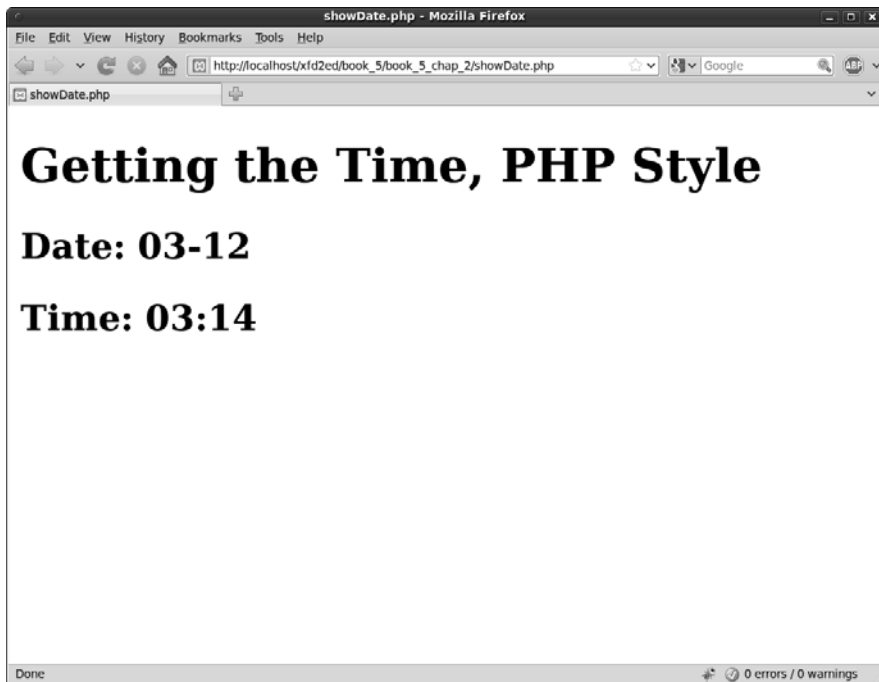 showDate.php - Mozilla Firefox
File Edit View History Bookmarks Tools Help
http://localhost/xfd2ed/book_5/book_5_chap_2/showDate.php Google ABP
showDate.php
Getting the Time, PHP Style
Date: 03-12
Time: 03:14
Done 0 errors / 0 warnings